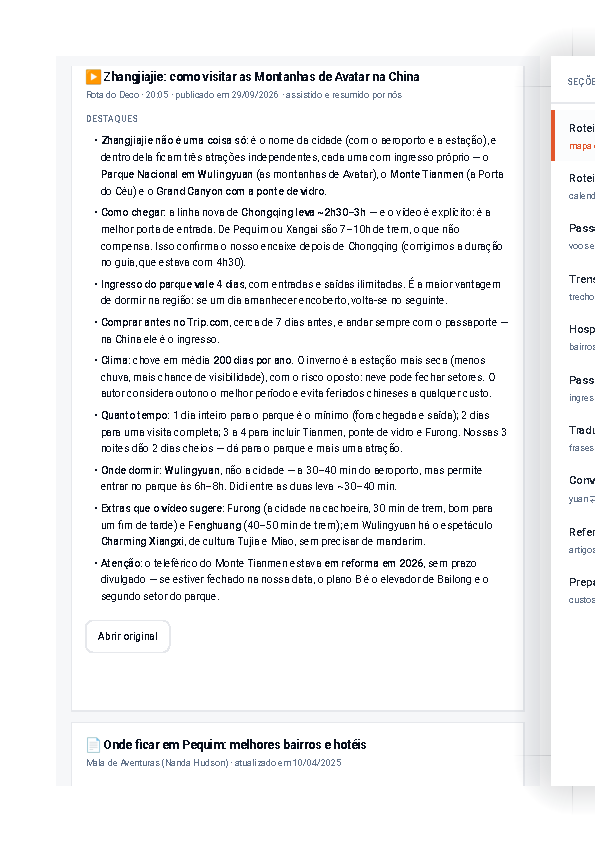 Zhangjiajie: como visitar as Montanhas de Avatar na China
Rota do Deco · 20:05 · publicado em 29/09/2026 · assistido e resumido por nós
DESTAQUES
• Zhangjiajie não é uma coisa só: é o nome da cidade (com o aeroporto e a estação), e
dentro dela ficam três atrações independentes, cada uma com ingresso próprio — o
Parque Nacional em Wulingyuan (as montanhas de Avatar), o Monte Tianmen (a Porta
do Céu) e o Grand Canyon com a ponte de vidro.
• Como chegar: a linha nova de Chongqing leva ~2h30–3h — e o vídeo é explícito: é a
melhor porta de entrada. De Pequim ou Xangai são 7–10h de trem, o que não
compensa. Isso confirma o nosso encaixe depois de Chongqing (corrigimos a duração
no guia, que estava com 4h30).
• Ingresso do parque vale 4 dias, com entradas e saídas ilimitadas. É a maior vantagem
de dormir na região: se um dia amanhecer encoberto, volta-se no seguinte.
• Comprar antes no Trip.com, cerca de 7 dias antes, e andar sempre com o passaporte —
na China ele é o ingresso.
• Clima: chove em média 200 dias por ano. O inverno é a estação mais seca (menos
chuva, mais chance de visibilidade), com o risco oposto: neve pode fechar setores. O
autor considera outono o melhor período e evita feriados chineses a qualquer custo.
• Quanto tempo: 1 dia inteiro para o parque é o mínimo (fora chegada e saída); 2 dias
para uma visita completa; 3 a 4 para incluir Tianmen, ponte de vidro e Furong. Nossas 3
noites dão 2 dias cheios — dá para o parque e mais uma atração.
• Onde dormir: Wulingyuan, não a cidade — a 30–40 min do aeroporto, mas permite
entrar no parque às 6h–8h. Didi entre as duas leva ~30–40 min.
• Extras que o vídeo sugere: Furong (a cidade na cachoeira, 30 min de trem, bom para
um fim de tarde) e Fenghuang (40–50 min de trem); em Wulingyuan há o espetáculo
Charming Xiangxi, de cultura Tujia e Miao, sem precisar de mandarim.
• Atenção: o teleférico do Monte Tianmen estava em reforma em 2026, sem prazo
divulgado — se estiver fechado na nossa data, o plano B é o elevador de Bailong e o
segundo setor do parque.
Abrir original
Onde ficar em Pequim: melhores bairros e hotéis
Mala de Aventuras (Nanda Hudson) · atualizado em 10/04/2025
SEÇÕE
Rotei
mapa
Rotei
calend
Passa
voo s e
Trens
trecho
Hosp
bairros
Passe
ingres
Tradu
frases
Conv
yuan
Refer
artigos
Prepa
custos